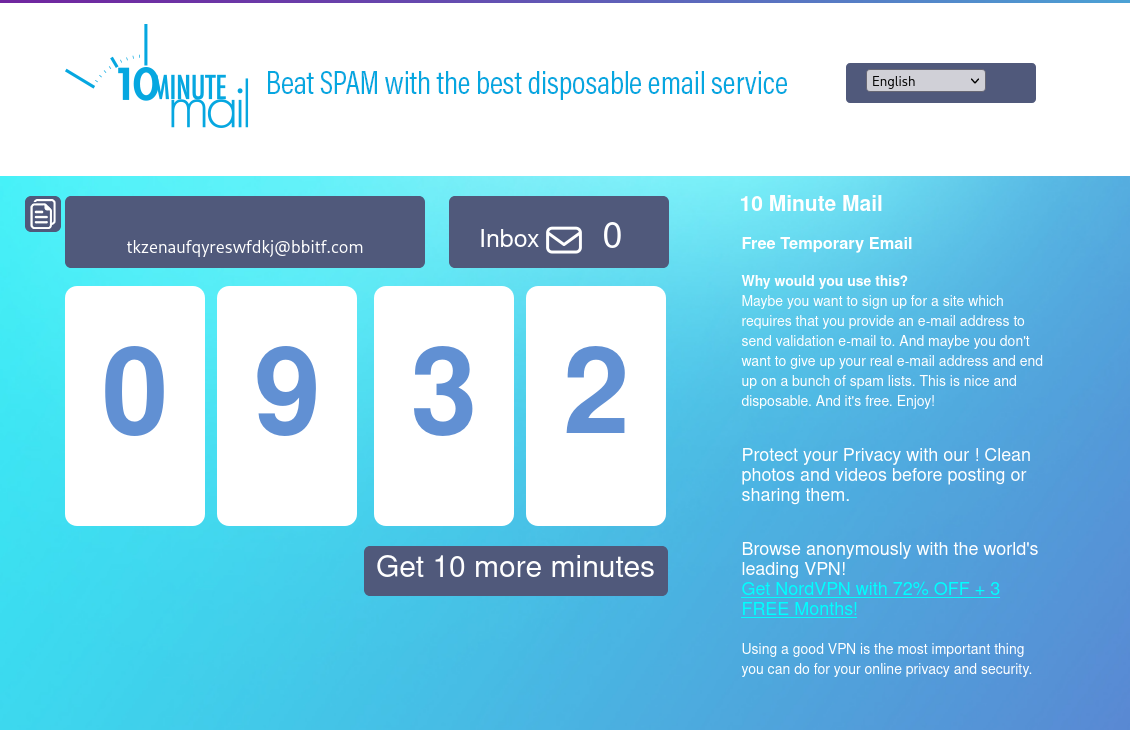 10 MINUTE
mail
Beat SPAM with the best disposable email service
English
tkzenaufqyreswfdkj@bbitf.com
Inbox 0
0 9 3 2
Get 10 more minutes
10 Minute Mail
Free Temporary Email
Why would you use this?
Maybe you want to sign up for a site which
requires that you provide an e-mail address to
send validation e-mail to. And maybe you don't
want to give up your real e-mail address and end
up on a bunch of spam lists. This is nice and
disposable. And it's free. Enjoy!
Protect your Privacy with our ! Clean
photos and videos before posting or
sharing them.
Browse anonymously with the world's
leading VPN!
Get NordVPN with 72% OFF + 3
FREE Months!
Using a good VPN is the most important thing
you can do for your online privacy and security.